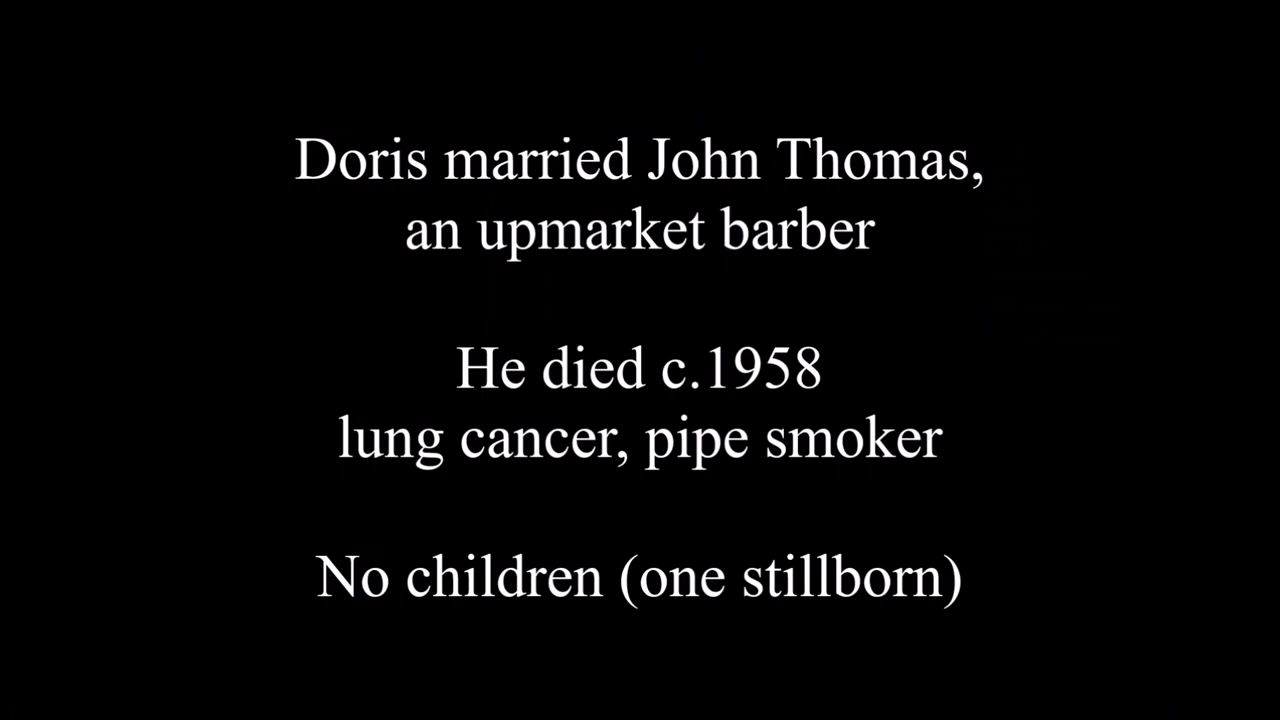 Doris married John Thomas,
an upmarket barber
He died c.1958
lung cancer, pipe smoker
No children (one stillborn)